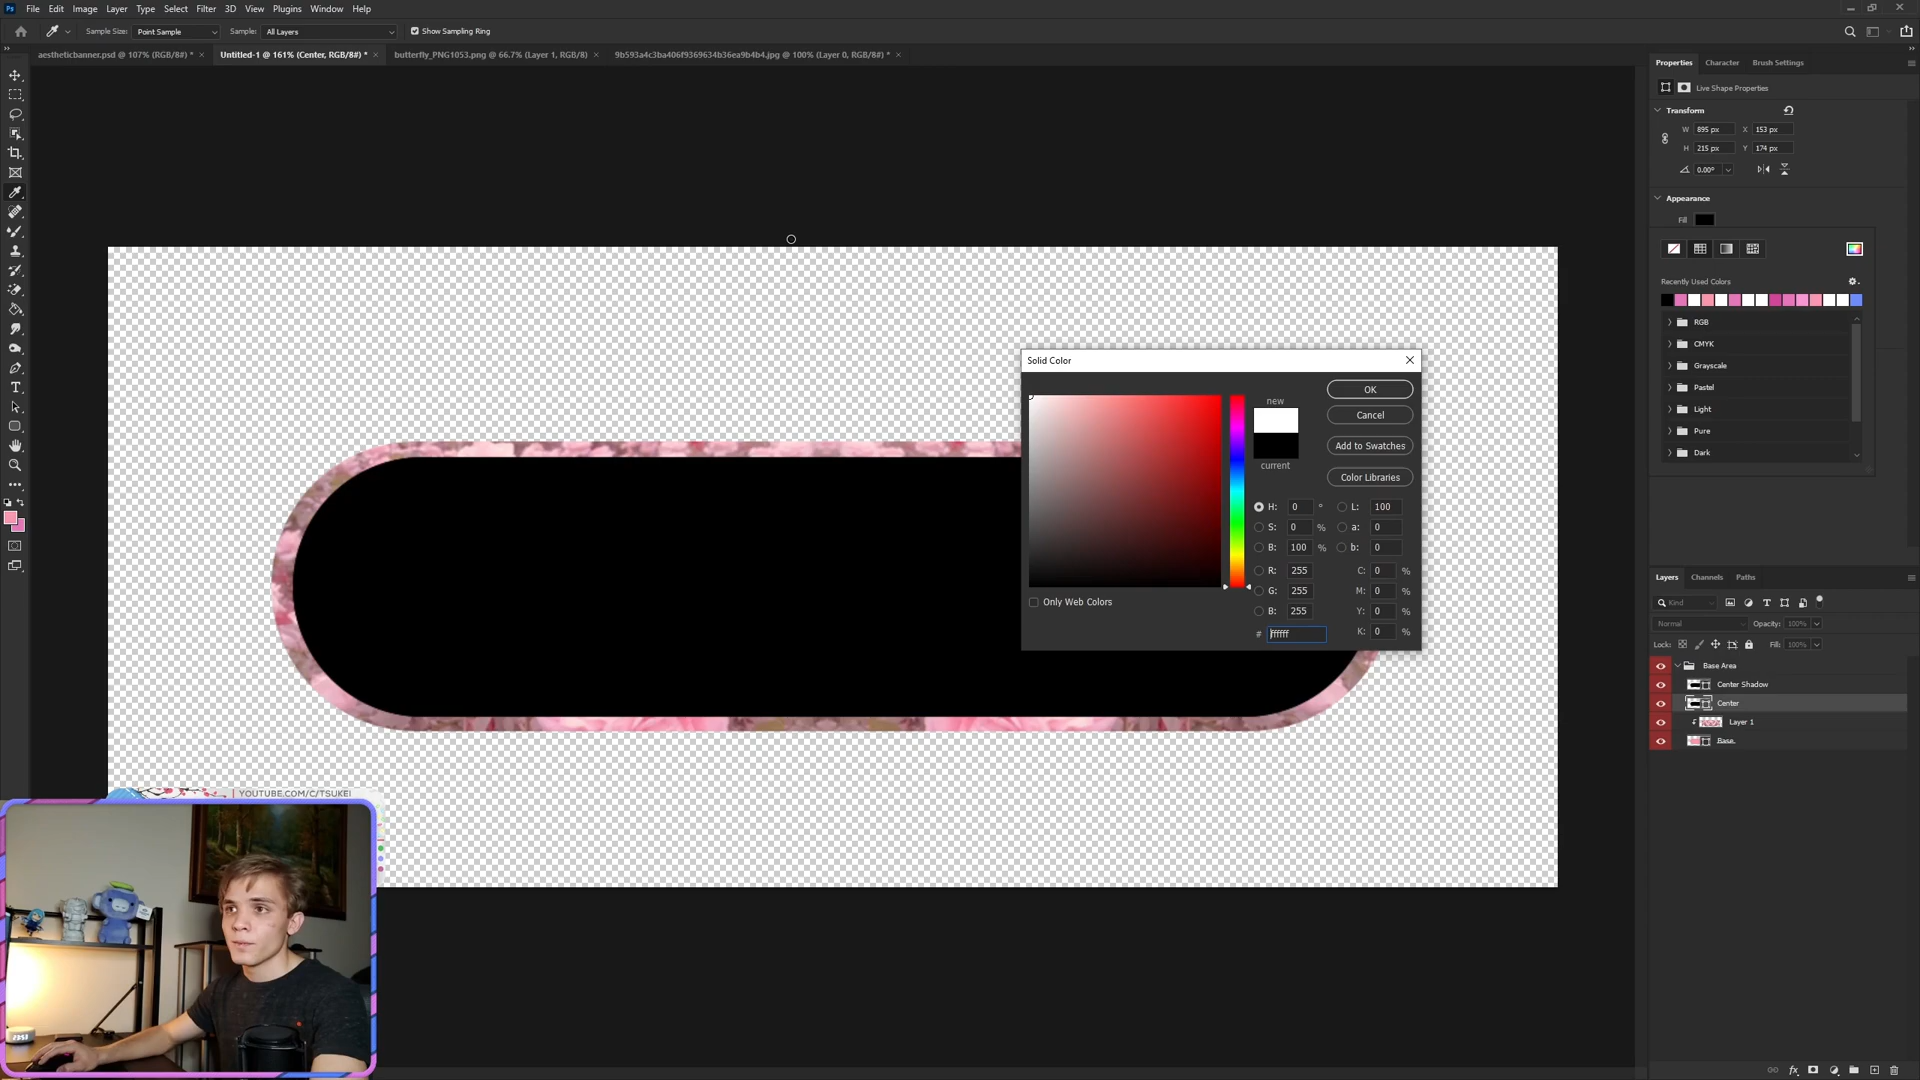 Ps File Edit Image Layer Type Select Filter 3D View Plugins Window Help
Sample Size: Point Sample Sample: All Layers Show Sampling Ring
aestheticbanner.psd @ 107% (RGB/8#) * Untitled-1 @ 161% (Center, RGB/8#) * butterfly_PNG1053.png @ 66.7% (Layer 1, RGB/8) 9b593a4c3ba406f9369634b36ea9b4b4.jpg @ 100% (Layer 0, RGB/8#) *
Properties Character Brush Settings
Live Shape Properties
Transform
W 895 px X 153 px
H 215 px Y 174 px
0.00°
Appearance
Fill
Recently Used Colors
RGB
CMYK
Grayscale
Pastel
Light
Pure
Dark
Solid Color
OK
new
Cancel
Add to Swatches
current
Color Libraries
H: 0 ° L: 100
S: 0 % a: 0
B: 100 % b: 0
R: 255 C: 0 %
G: 255 M: 0 %
Only Web Colors
B: 255 Y: 0 %
# ffffff K: 0 %
Layers Channels Paths
Kind
Normal Opacity: 100%
Lock: Fill: 100%
Base Area
Center Shadow
Center
Layer 1
Base
| YOUTUBE.COM/C/TSUKEI